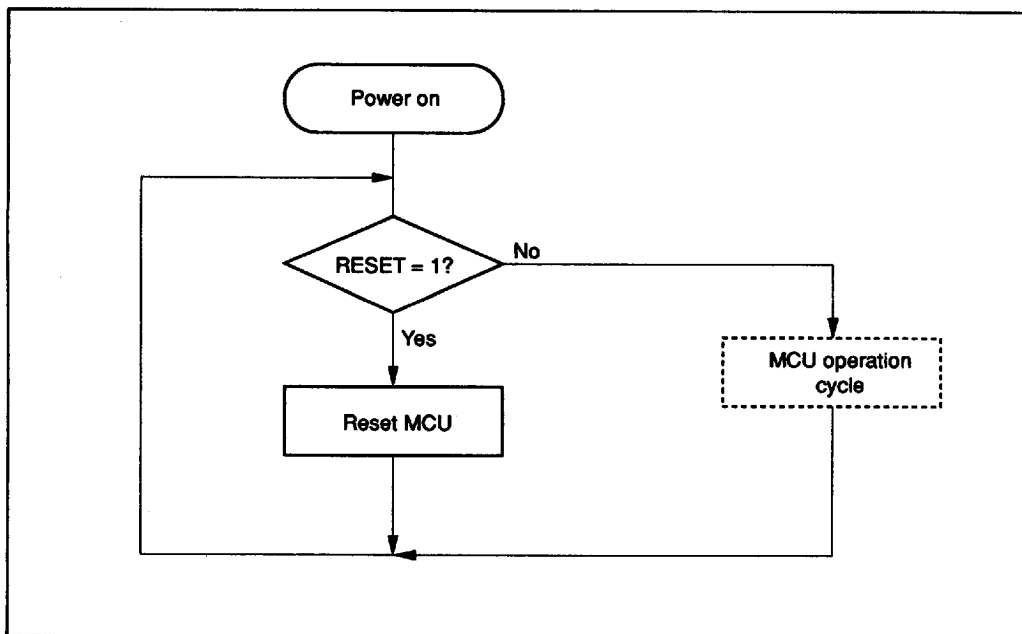 Power on
RESET = 1?
No
Yes
MCU operation
cycle
Reset MCU